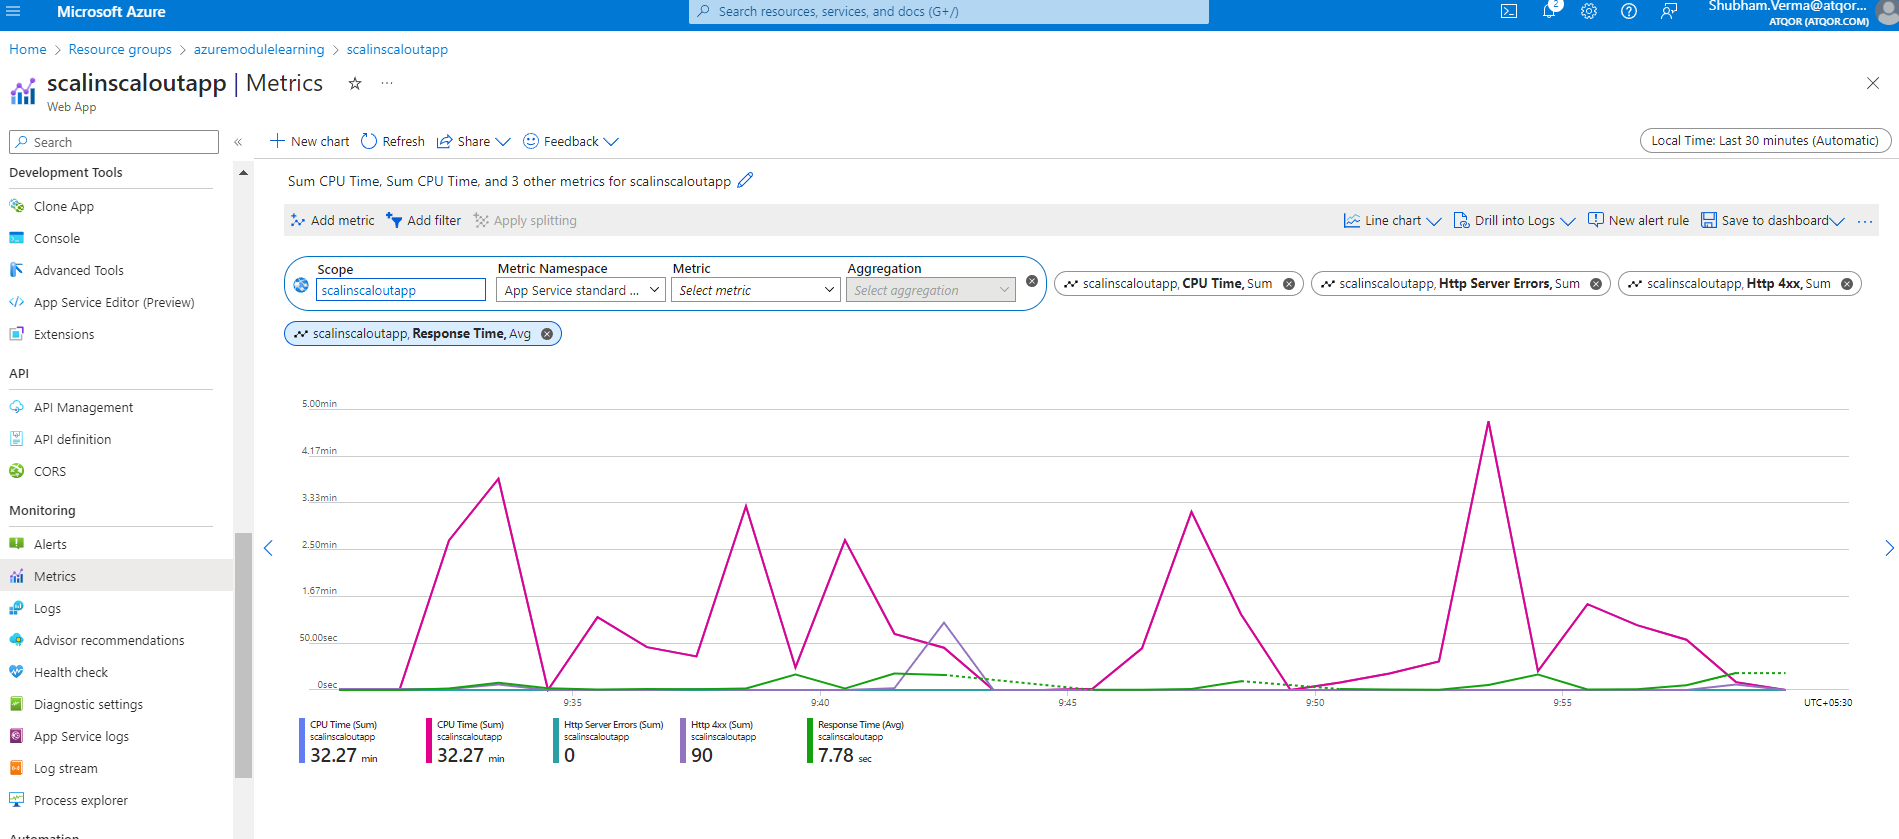 Microsoft Azure
Search resources, services, and docs (G+/)
2
Shubham.Verma@atqor...
ATQOR (ATQOR.COM)
Home > Resource groups > azuremodulelearning > scalinscaloutapp
scalinscaloutapp | Metrics
Web App
Search
«
New chart
Refresh
Share
Feedback
Local Time: Last 30 minutes (Automatic)
Development Tools
Clone App
Console
Advanced Tools
App Service Editor (Preview)
Extensions
API
API Management
API definition
CORS
Monitoring
Alerts
Metrics
Logs
Advisor recommendations
Health check
Diagnostic settings
App Service logs
Log stream
Process explorer
Automation
Sum CPU Time, Sum CPU Time, and 3 other metrics for scalinscaloutapp
Add metric
Add filter
Apply splitting
Line chart
Drill into Logs
New alert rule
Save to dashboard
...
Scope
scalinscaloutapp
Metric Namespace
App Service standard ...
Metric
Select metric
Aggregation
Select aggregation
scalinscaloutapp, CPU Time, Sum
scalinscaloutapp, Http Server Errors, Sum
scalinscaloutapp, Http 4xx, Sum
scalinscaloutapp, Response Time, Avg
5.00min
4.17min
3.33min
2.50min
1.67min
50.00sec
0sec
9:35
9:40
9:45
9:50
9:55
UTC+05:30
CPU Time (Sum)
scalinscaloutapp
32.27 min
CPU Time (Sum)
scalinscaloutapp
32.27 min
Http Server Errors (Sum)
scalinscaloutapp
0
Http 4xx (Sum)
scalinscaloutapp
90
Response Time (Avg)
scalinscaloutapp
7.78 sec